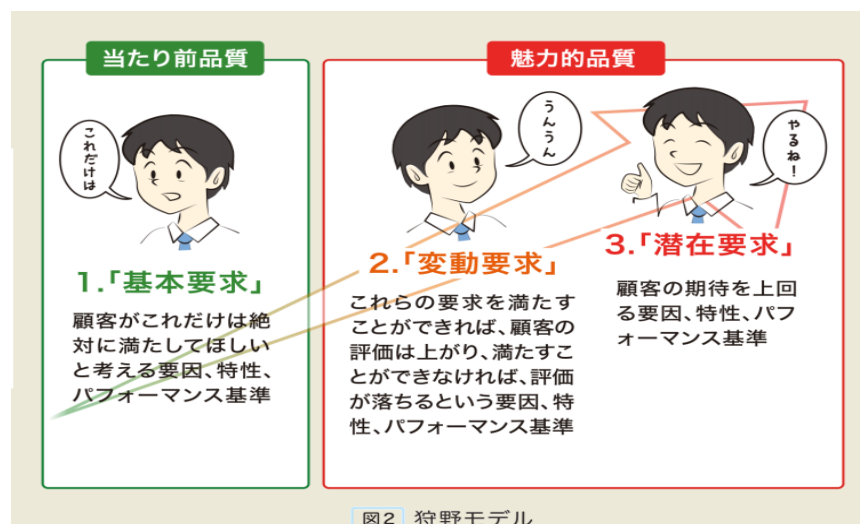 当たり前品質
これだけは
1.「基本要求」
顧客がこれだけは絶
対に満たしてほしい
と考える要因、特性、
パフォーマンス基準
魅力的品質
うんうん
2.「変動要求」
これらの要求を満たす
ことができれば、顧客の
評価は上がり、満たすこ
とができなければ、評価
が落ちるという要因、特
性、パフォーマンス基準
やるね!
3.「潜在要求」
顧客の期待を上回
る要因、特性、パフ
ォーマンス基準
図2 狩野モデル